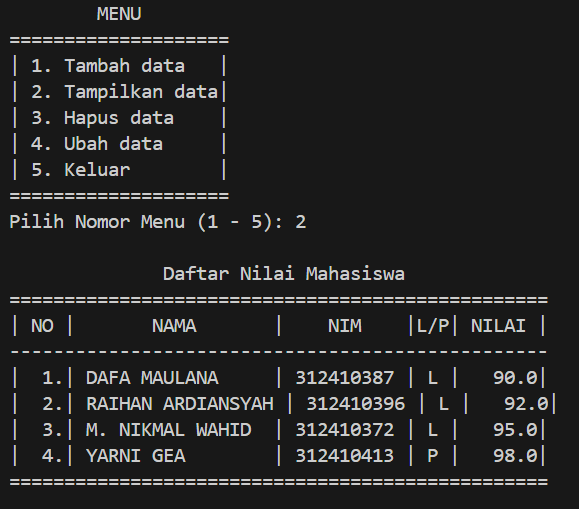 MENU
====================
| 1. Tambah data   |
| 2. Tampilkan data|
| 3. Hapus data    |
| 4. Ubah data     |
| 5. Keluar        |
====================
Pilih Nomor Menu (1 - 5): 2

              Daftar Nilai Mahasiswa
=================================================
| NO |       NAMA       |    NIM    |L/P| NILAI |
-------------------------------------------------
|  1.| DAFA MAULANA     | 312410387 | L |   90.0|
|  2.| RAIHAN ARDIANSYAH | 312410396 | L |   92.0|
|  3.| M. NIKMAL WAHID  | 312410372 | L |   95.0|
|  4.| YARNI GEA        | 312410413 | P |   98.0|
=================================================